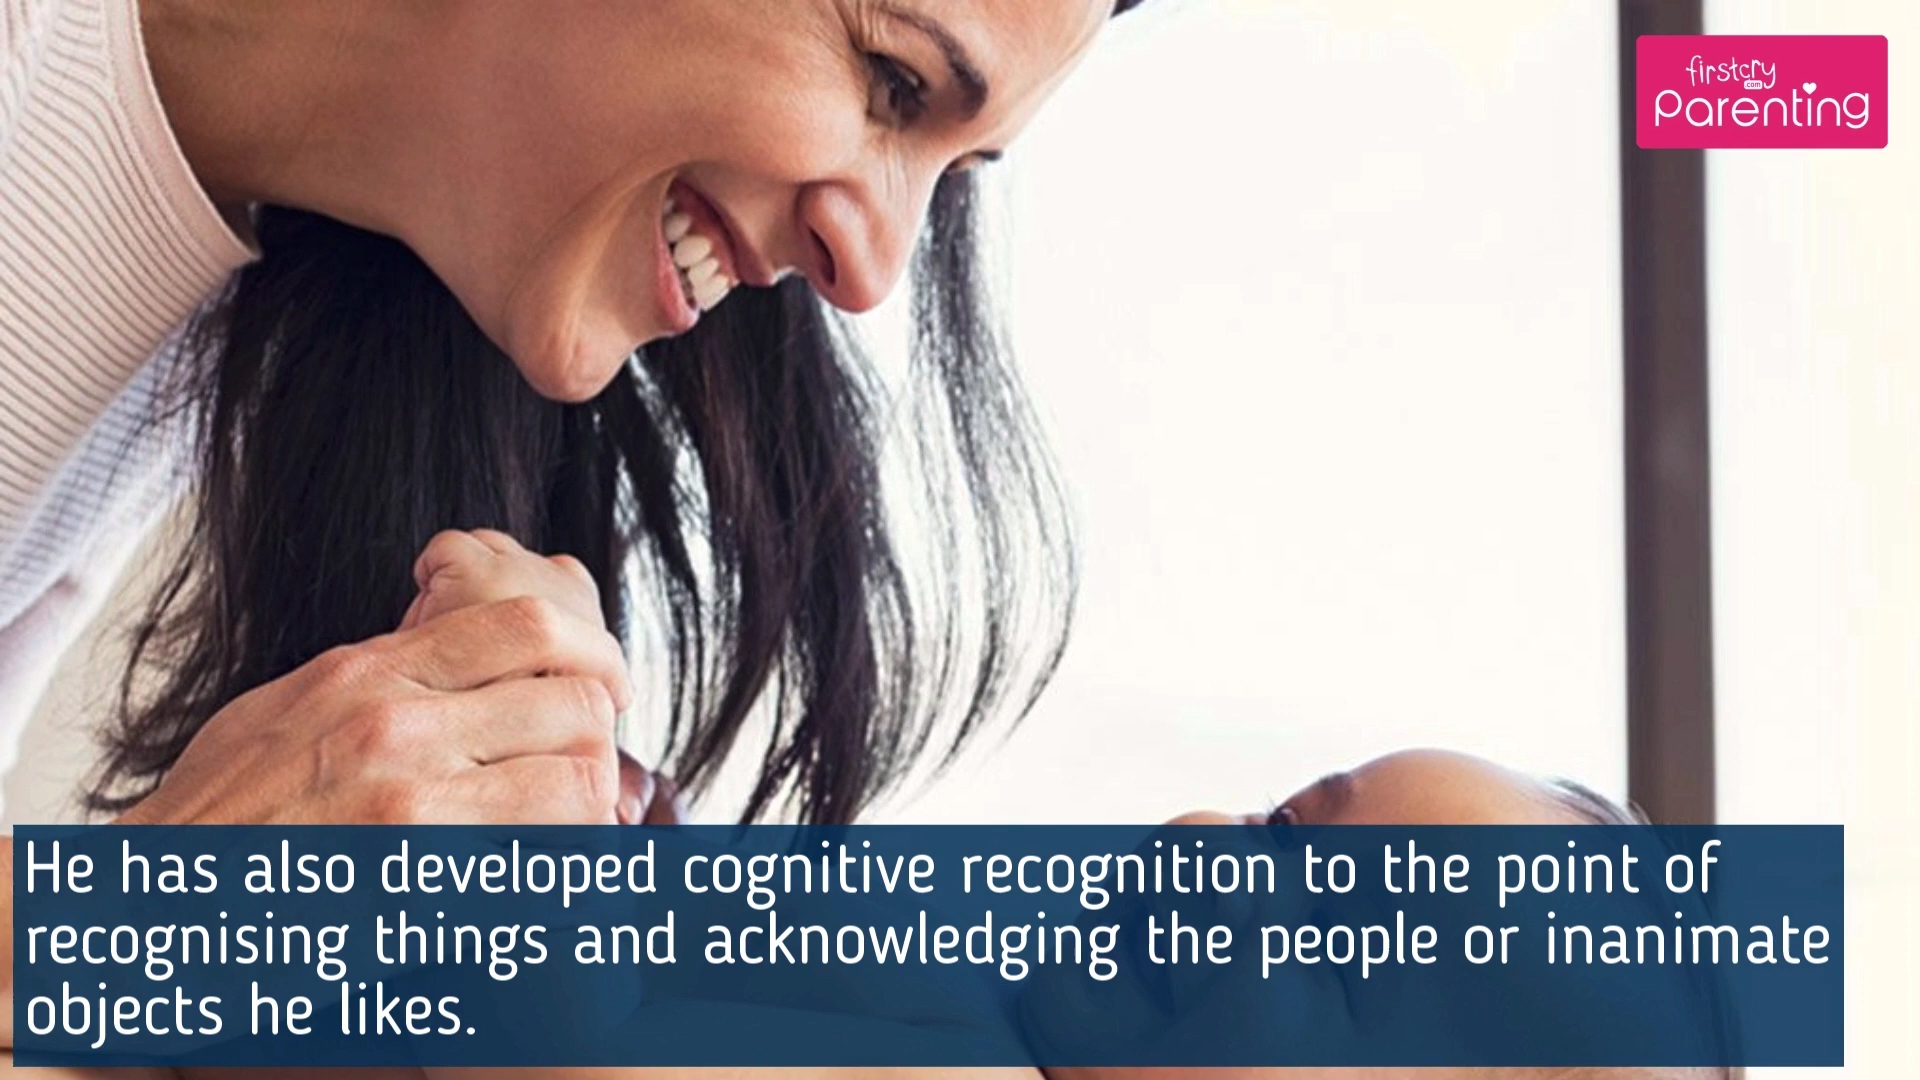 firstcry
.com
Parenting
He has also developed cognitive recognition to the point of
recognising things and acknowledging the people or inanimate
objects he likes.